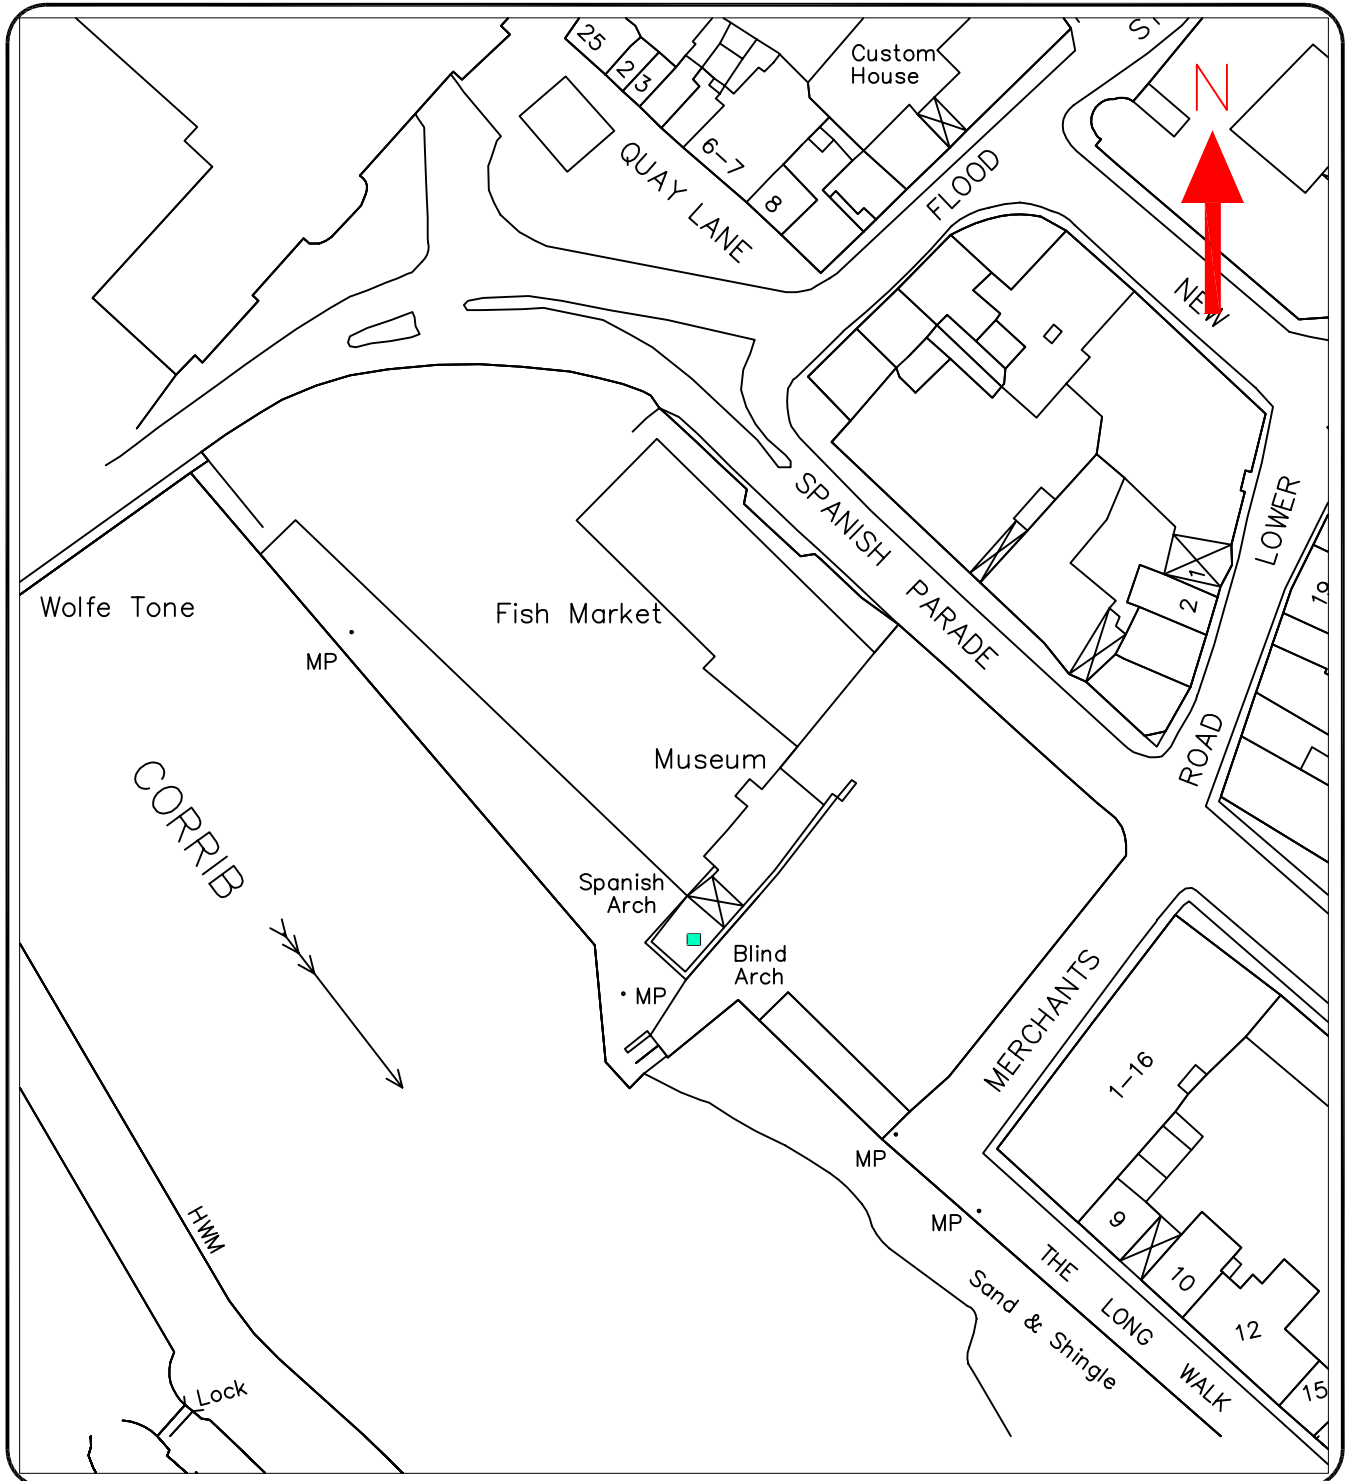 25
2
3
Custom
House
N
6-7
8
QUAY LANE
FLOOD
NEW
SPANISH PARADE
LOWER
1
2
19
Wolfe Tone
Fish Market
MP
ROAD
Museum
CORRIB
Spanish
Arch
Blind
Arch
MP
MERCHANTS
1-16
MP
MP
9
10
12
15
THE LONG WALK
Sand & Shingle
HWM
Lock